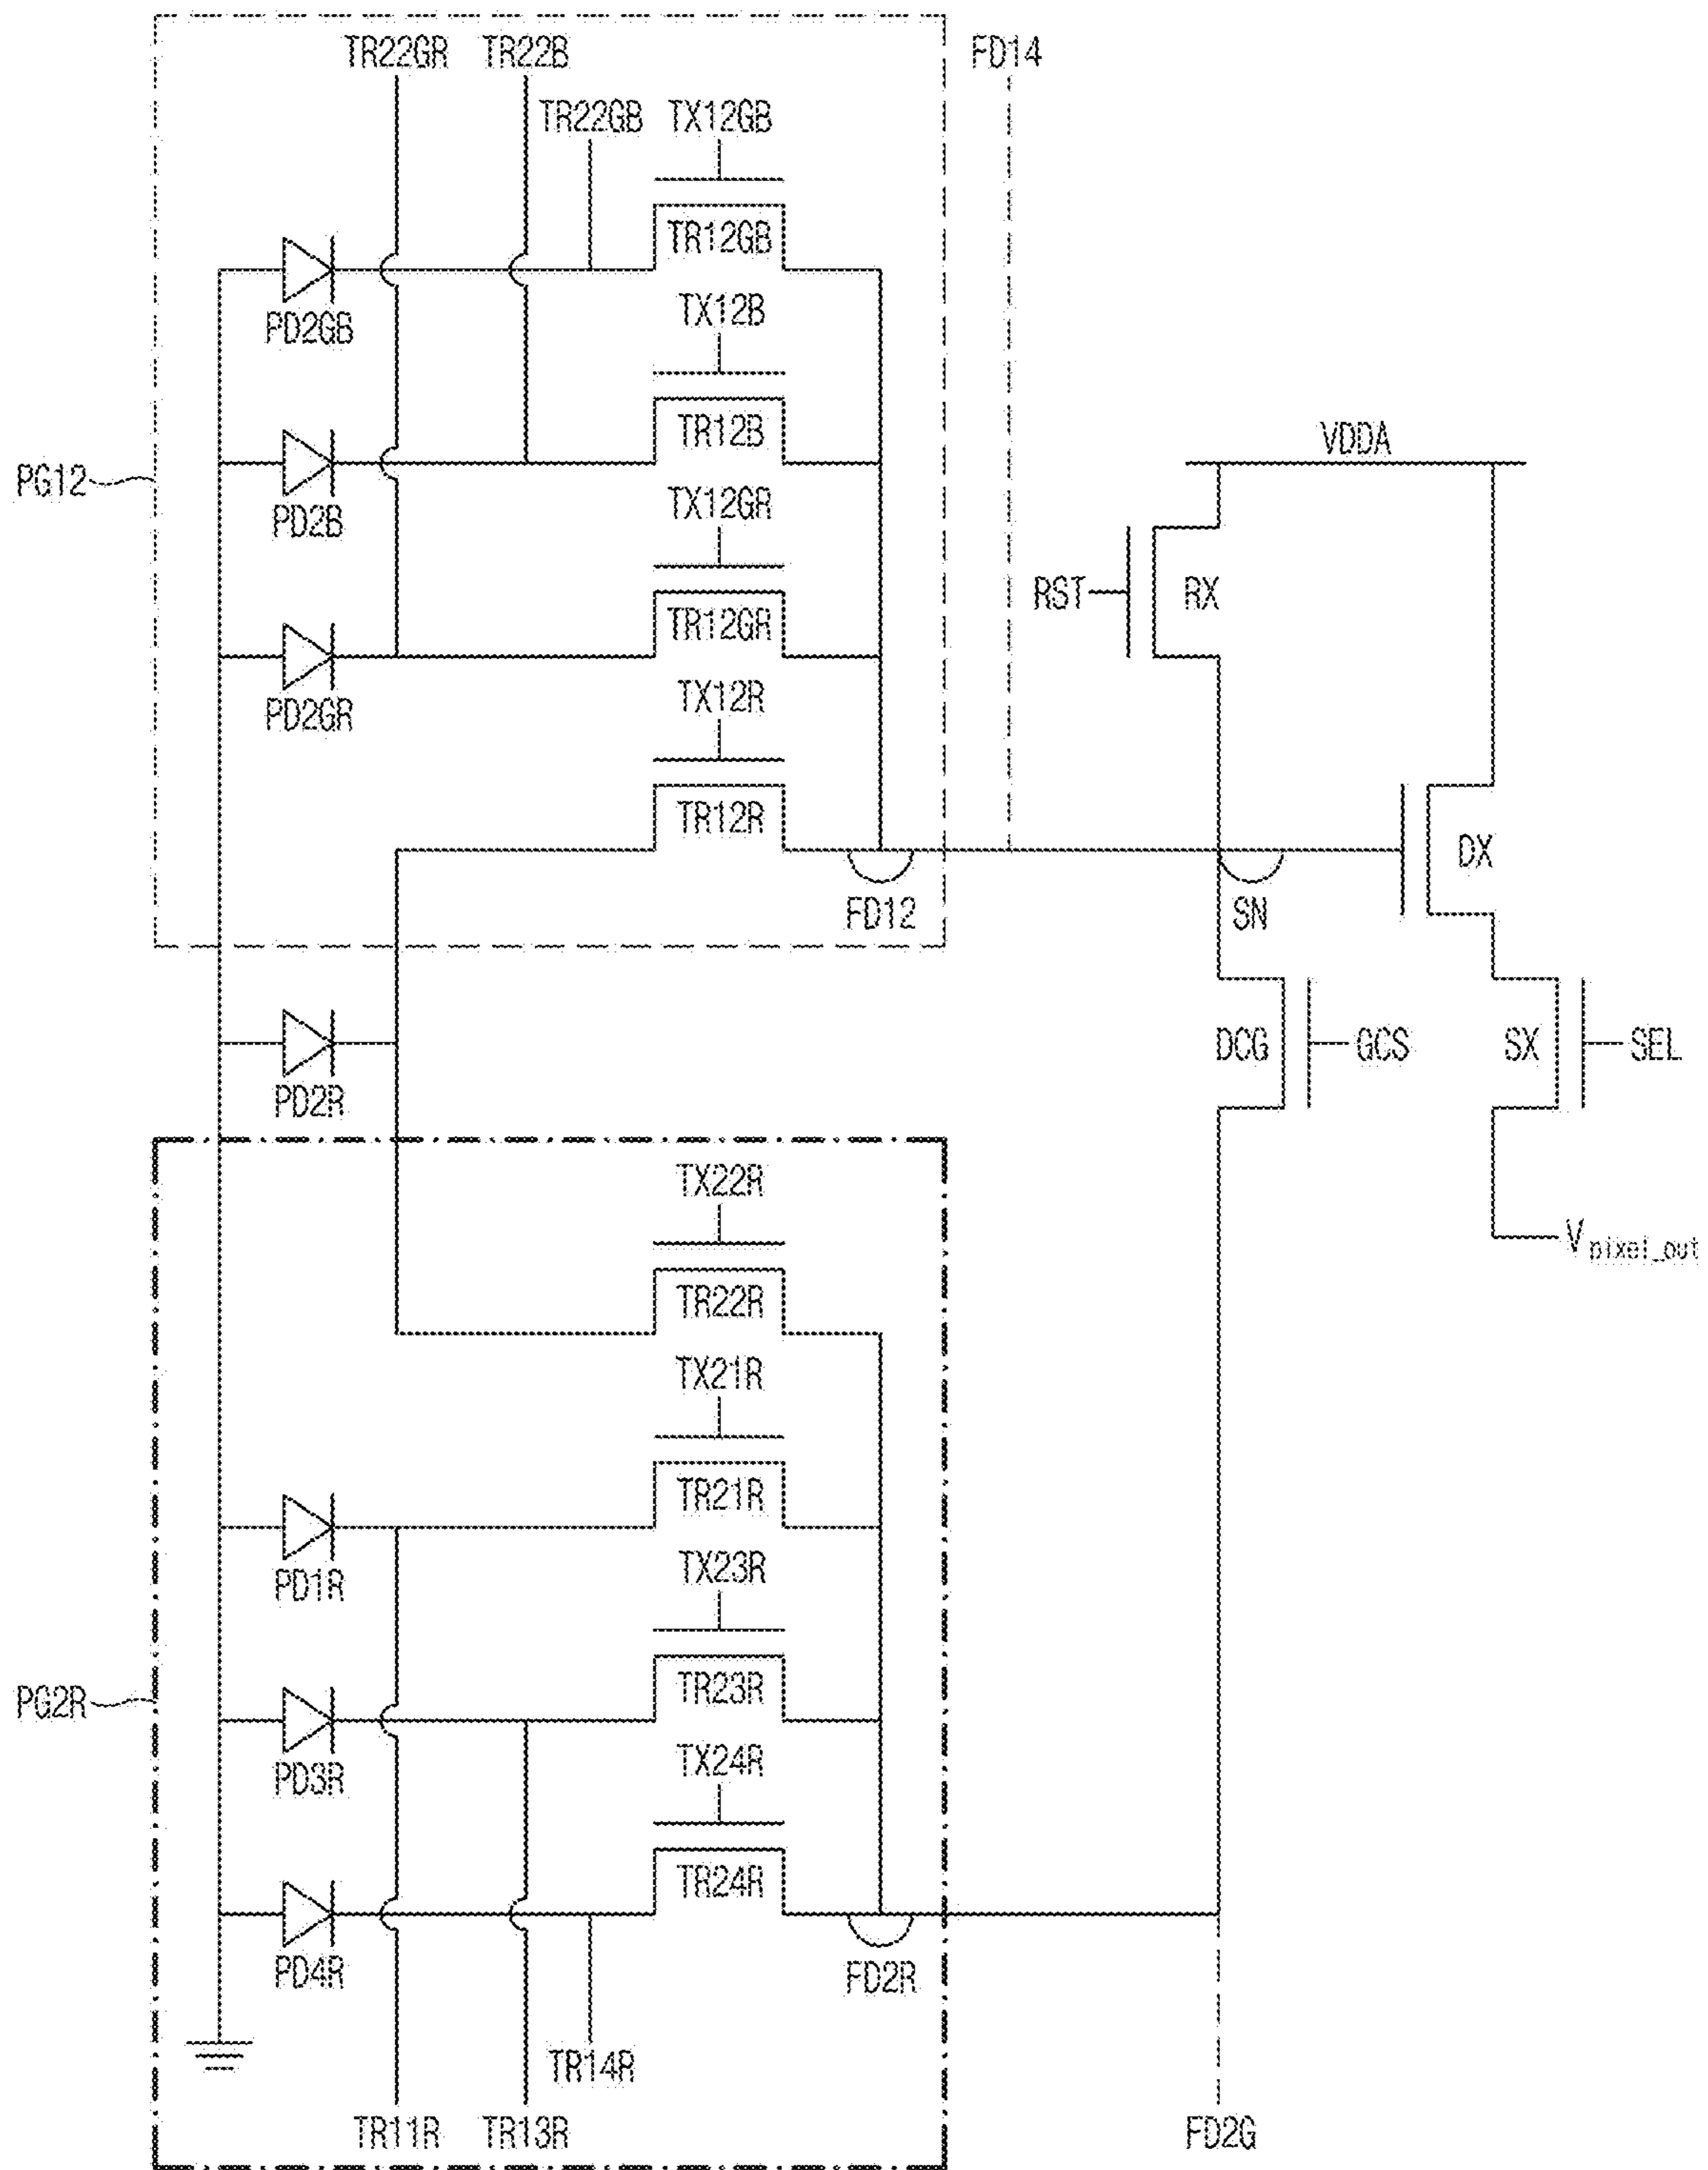 TR22GR TR22B FD14
TR22GB TX12GB
TR12GB
TX12B
PD2GB
TR12B
VDDA
PG12
TX12GR
PD2B
RST RX
TR12GR
TX12R
PD2GR
TR12R
DX
FD12 SN
DCG GCS SX SEL
PD2R
TX22R
Vpixel_out
TR22R
TX21R
TR21R
TX23R
PD1R
TR23R
PG2R
TX24R
PD3R
TR24R
PD4R
FD2R
TR14R
TR11R TR13R FD2G